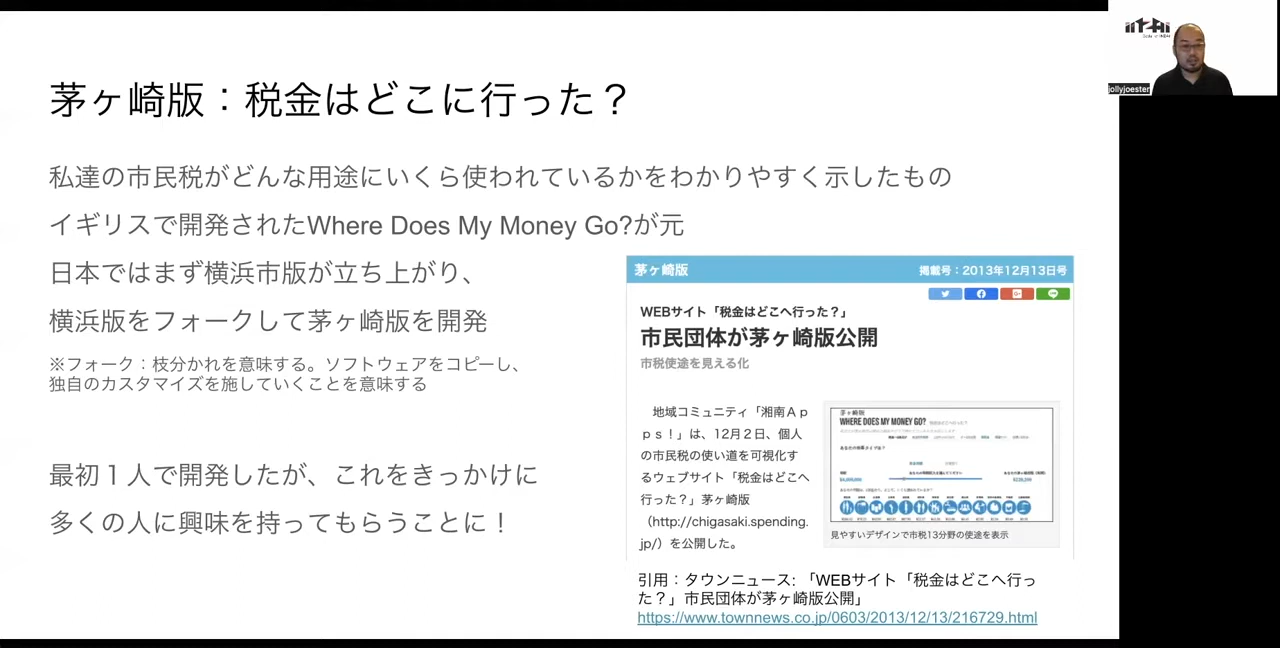 茅ヶ崎版：税金はどこに行った？
私達の市民税がどんな用途にいくら使われているかをわかりやすく示したもの
イギリスで開発されたWhere Does My Money Go?が元
日本ではまず横浜市版が立ち上がり、
横浜版をフォークして茅ヶ崎版を開発
※フォーク：枝分かれを意味する。ソフトウェアをコピーし、
独自のカスタマイズを施していくことを意味する
最初１人で開発したが、これをきっかけに
多くの人に興味を持ってもらうことに！
茅ヶ崎版
掲載号：2013年12月13日号
WEBサイト「税金はどこへ行った？」
市民団体が茅ヶ崎版公開
市税使途を見える化
地域コミュニティ「湘南Ａｐ
ｐｓ！」は、12月２日、個人
の市民税の使い道を可視化す
るウェブサイト「税金はどこへ
行った？」茅ヶ崎版
（http://chigasaki.spending.
jp/）を公開した。
茅ヶ崎版
WHERE DOES MY MONEY GO?
見やすいデザインで市税13分野の使途を表示
引用：タウンニュース: 「WEBサイト「税金はどこへ行っ
た？」市民団体が茅ヶ崎版公開」
https://www.townnews.co.jp/0603/2013/12/13/216729.html
jollyjoester